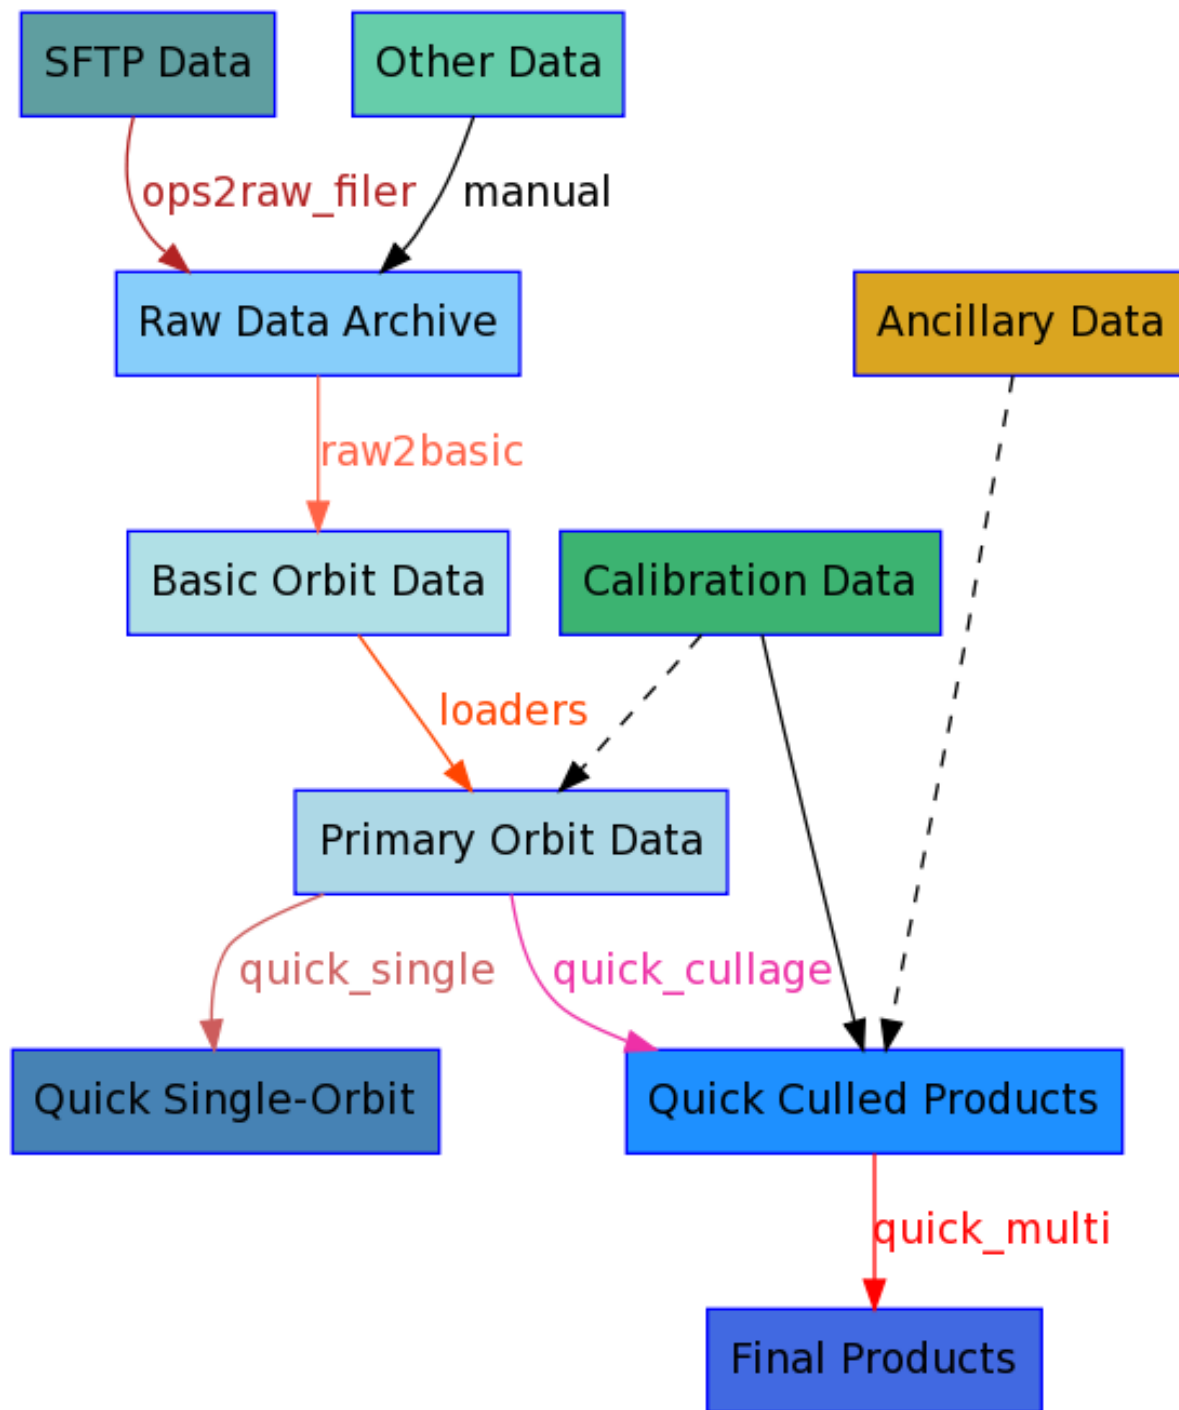 SFTP Data
Other Data
ops2raw_filer
manual
Raw Data Archive
Ancillary Data
raw2basic
Basic Orbit Data
Calibration Data
loaders
Primary Orbit Data
quick_single
quick_cullage
Quick Single-Orbit
Quick Culled Products
quick_multi
Final Products